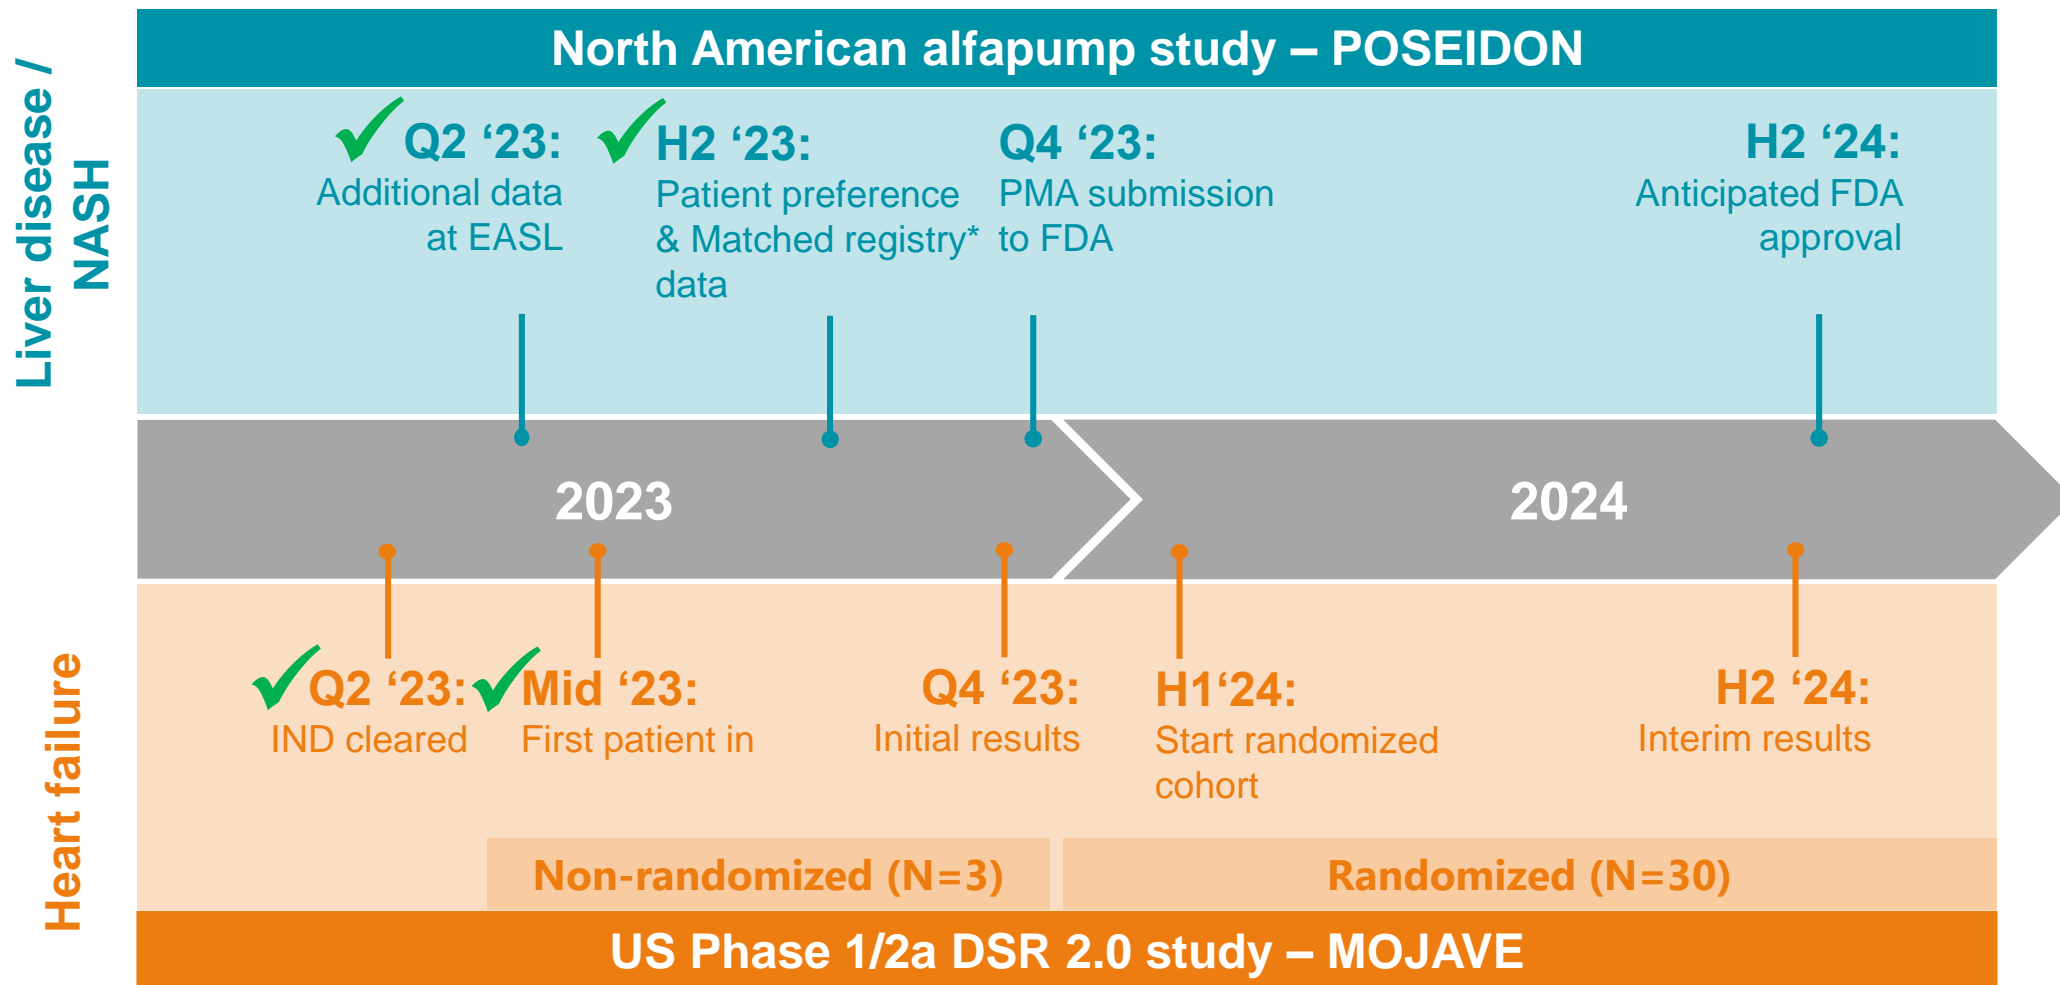 North American alfapump study – POSEIDON
Liver disease /
NASH
Q2 ‘23:
Additional data
at EASL
H2 ‘23:
Patient preference
& Matched registry*
data
Q4 ‘23:
PMA submission
to FDA
H2 ‘24:
Anticipated FDA
approval
2023
2024
Heart failure
Q2 ‘23:
IND cleared
Mid ‘23:
First patient in
Q4 ‘23:
Initial results
H1‘24:
Start randomized
cohort
H2 ‘24:
Interim results
Non-randomized (N=3)
Randomized (N=30)
US Phase 1/2a DSR 2.0 study – MOJAVE